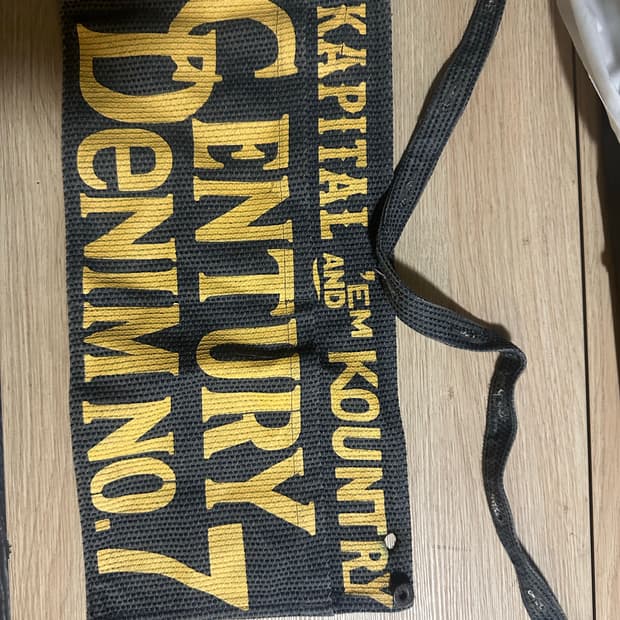 KAPITAL AND 'EM KOUNTRY
CENTURY
DENIM NO. 7